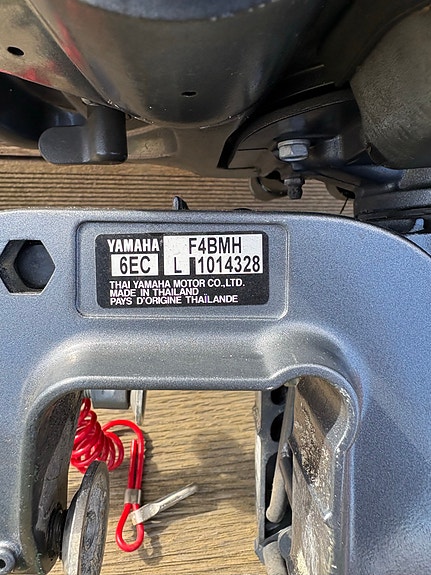 YAMAHA F4BMH
6EC L 1014328
THAI YAMAHA MOTOR CO.,LTD.
MADE IN THAILAND
PAYS D'ORIGINE THAÏLANDE